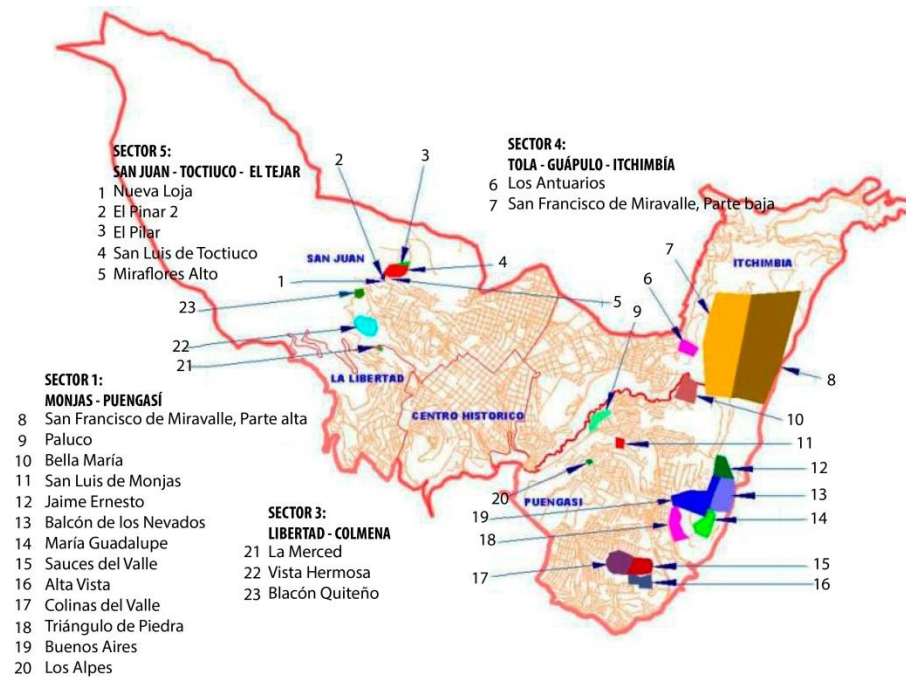 SECTOR 5:
SAN JUAN - TOCTIUCO - EL TEJAR
1 Nueva Loja
2 El Pinar 2
3 El Pilar
4 San Luis de Toctiuco
5 Miraflores Alto
SECTOR 4:
TOLA - GUÁPULO - ITCHIMBÍA
6 Los Antuarios
7 San Francisco de Miravalle, Parte baja
2
3
SAN JUAN
4
1
5
23
22
21
7
ITCHIMBIA
6
9
8
LA LIBERTAD
CENTRO HISTORICO
10
11
12
20
PUENGASI
13
19
14
18
17
15
16
SECTOR 1:
MONJAS - PUENGASÍ
8 San Francisco de Miravalle, Parte alta
9 Paluco
10 Bella María
11 San Luis de Monjas
12 Jaime Ernesto
13 Balcón de los Nevados
14 María Guadalupe
15 Sauces del Valle
16 Alta Vista
17 Colinas del Valle
18 Triángulo de Piedra
19 Buenos Aires
20 Los Alpes
SECTOR 3:
LIBERTAD - COLMENA
21 La Merced
22 Vista Hermosa
23 Blacón Quiteño